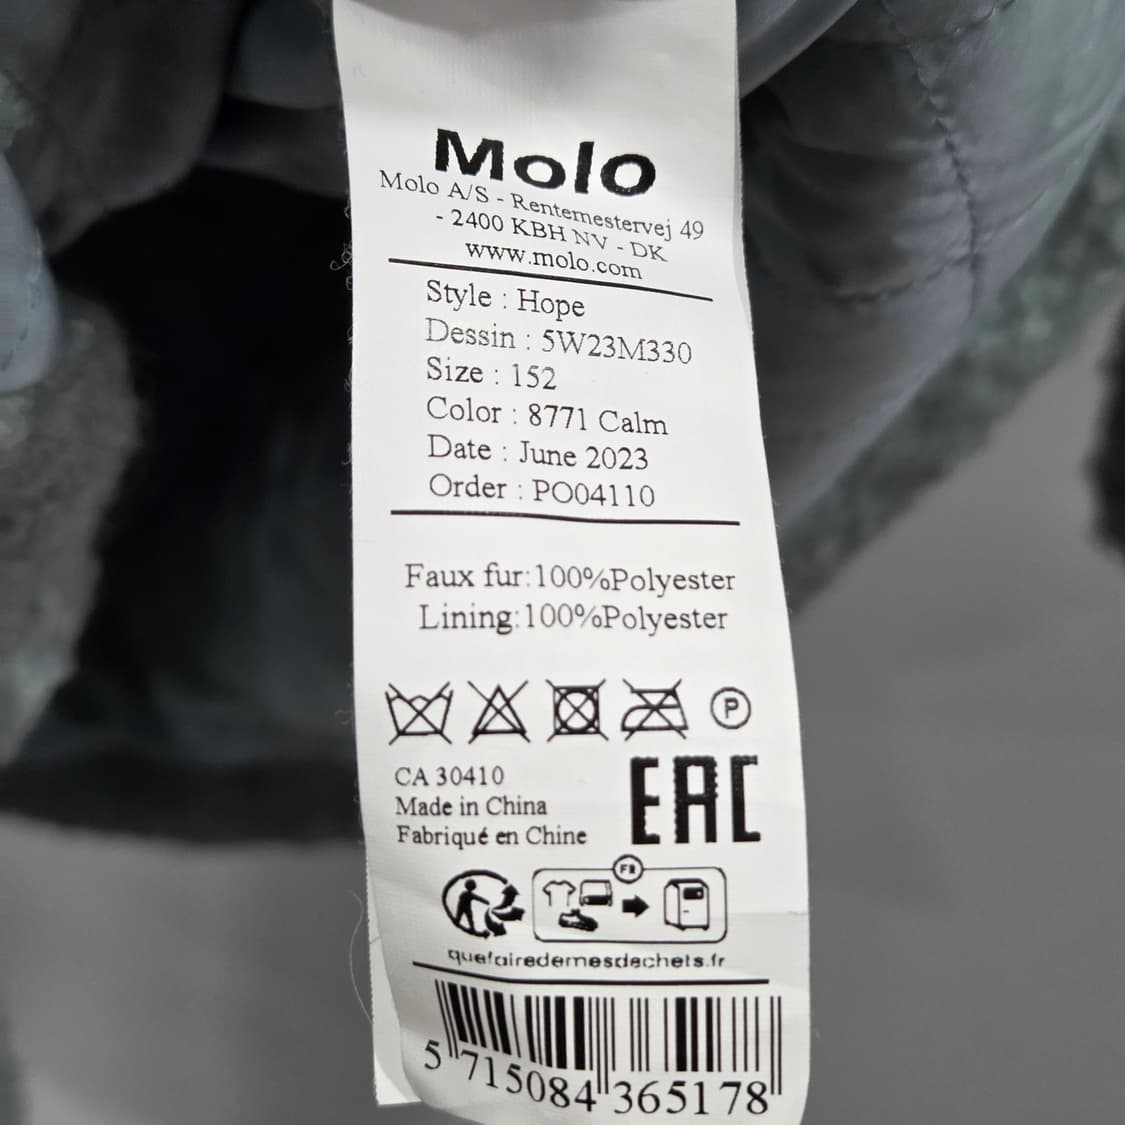 Molo
Molo A/S - Rentemestervej 49
- 2400 KBH NV - DK
www.molo.com
Style : Hope
Dessin : 5W23M330
Size : 152
Color : 8771 Calm
Date : June 2023
Order : PO04110
Faux fur:100%Polyester
Lining:100%Polyester
P
CA 30410
Made in China
Fabriqué en Chine
EAC
FR
quefairedemesdechets.fr
5 715084 365178